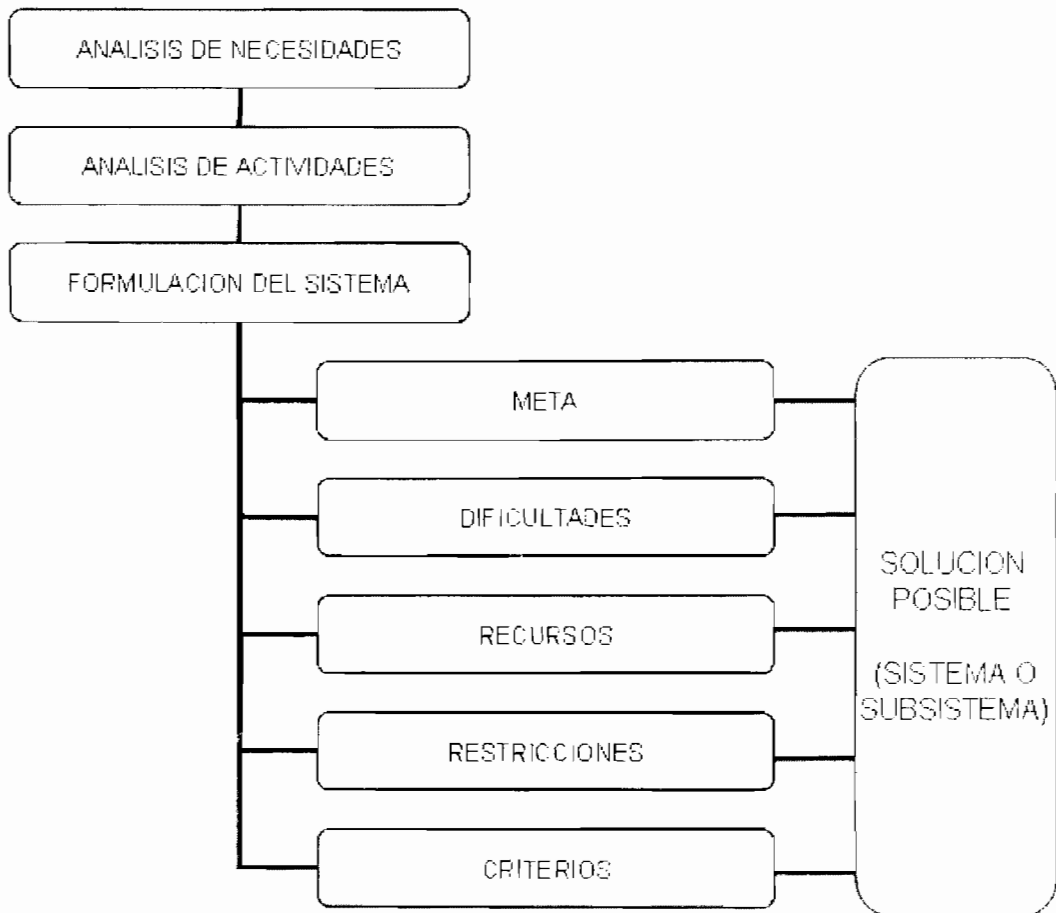 ANALISIS DE NECESIDADES
ANALISIS DE ACTIVIDADES
FORMULACION DEL SISTEMA
META
DIFICULTADES
RECURSOS
RESTRICCIONES
CRITERIOS
SOLUCION
POSIBLE
(SISTEMA O
SUBSISTEMA)